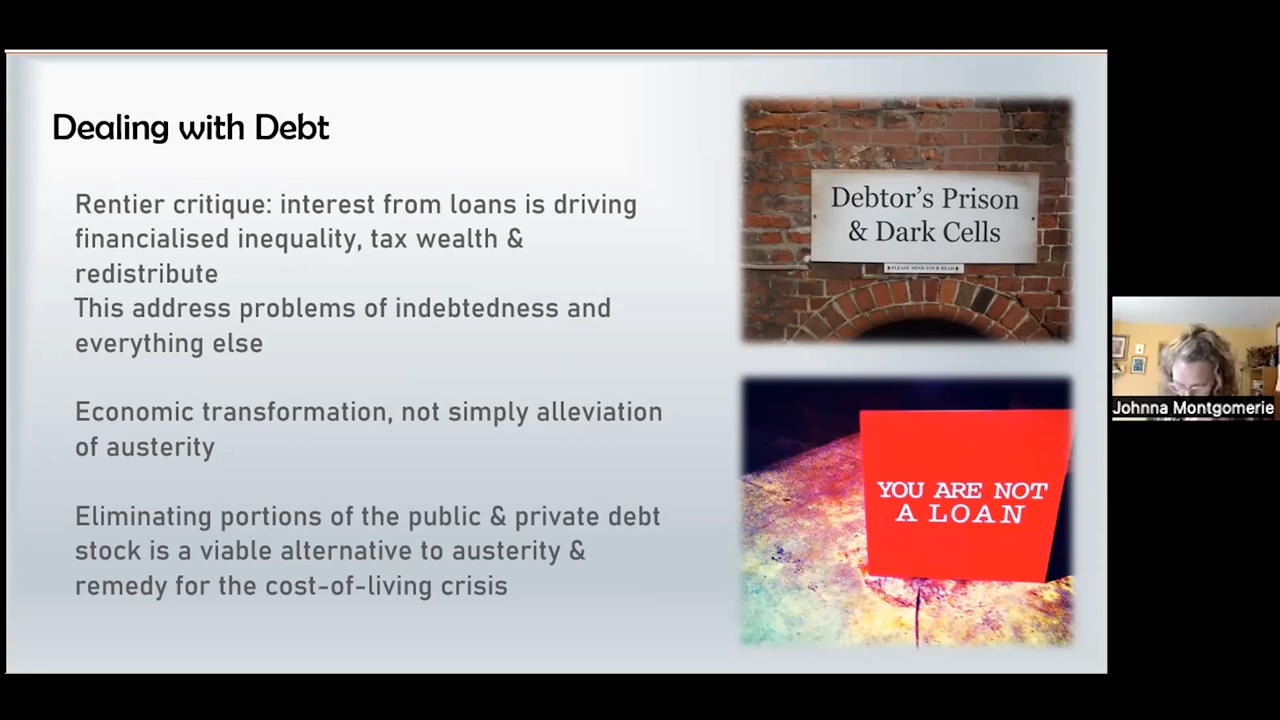 Dealing with Debt
Rentier critique: interest from loans is driving
financialised inequality, tax wealth &
redistribute
This address problems of indebtedness and
everything else
Economic transformation, not simply alleviation
of austerity
Eliminating portions of the public & private debt
stock is a viable alternative to austerity &
remedy for the cost-of-living crisis
Debtor's Prison
& Dark Cells
PLEASE MIND YOUR HEAD
YOU ARE NOT
A LOAN
Johnna Montgomerie